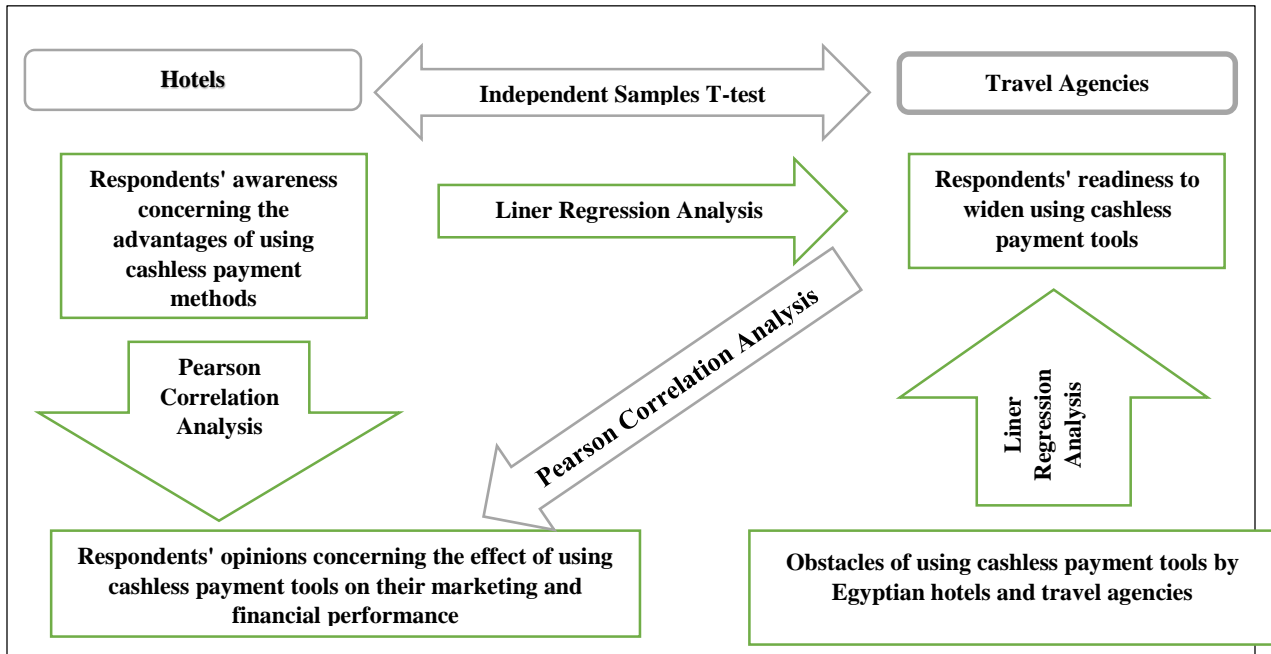 Hotels
Independent Samples T-test
Travel Agencies
Respondents' awareness
concerning the
advantages of using
cashless payment
methods
Liner Regression Analysis
Respondents' readiness to
widen using cashless
payment tools
Pearson
Correlation
Analysis
Pearson Correlation Analysis
Liner
Regression
Analysis
Respondents' opinions concerning the effect of using
cashless payment tools on their marketing and
financial performance
Obstacles of using cashless payment tools by
Egyptian hotels and travel agencies